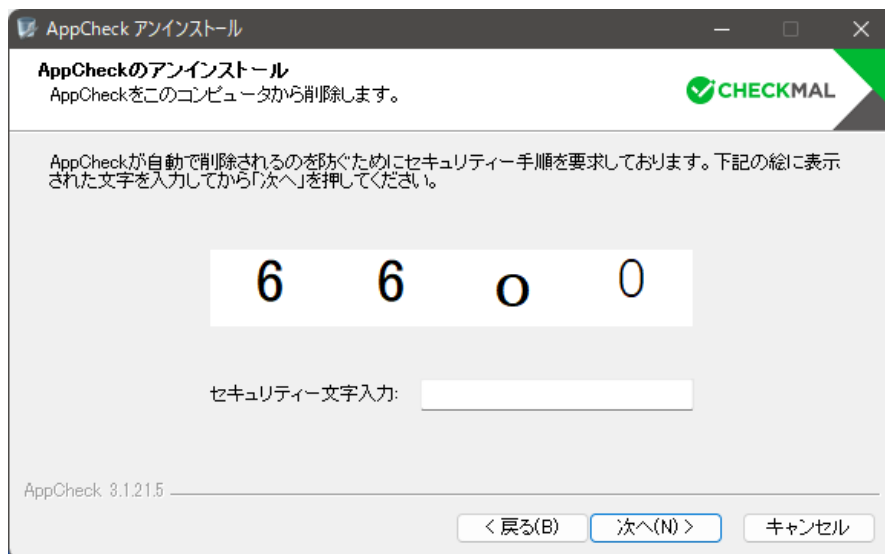 AppCheck アンインストール
AppCheckのアンインストール
AppCheckをこのコンピュータから削除します。
CHECKMAL
AppCheckが自動で削除されるのを防ぐためにセキュリティー手順を要求しております。下記の絵に表示
された文字を入力してから「次へ」を押してください。
6 6 o 0
セキュリティー文字入力:
AppCheck 3.1.21.5
< 戻る(B) 次へ(N) > キャンセル